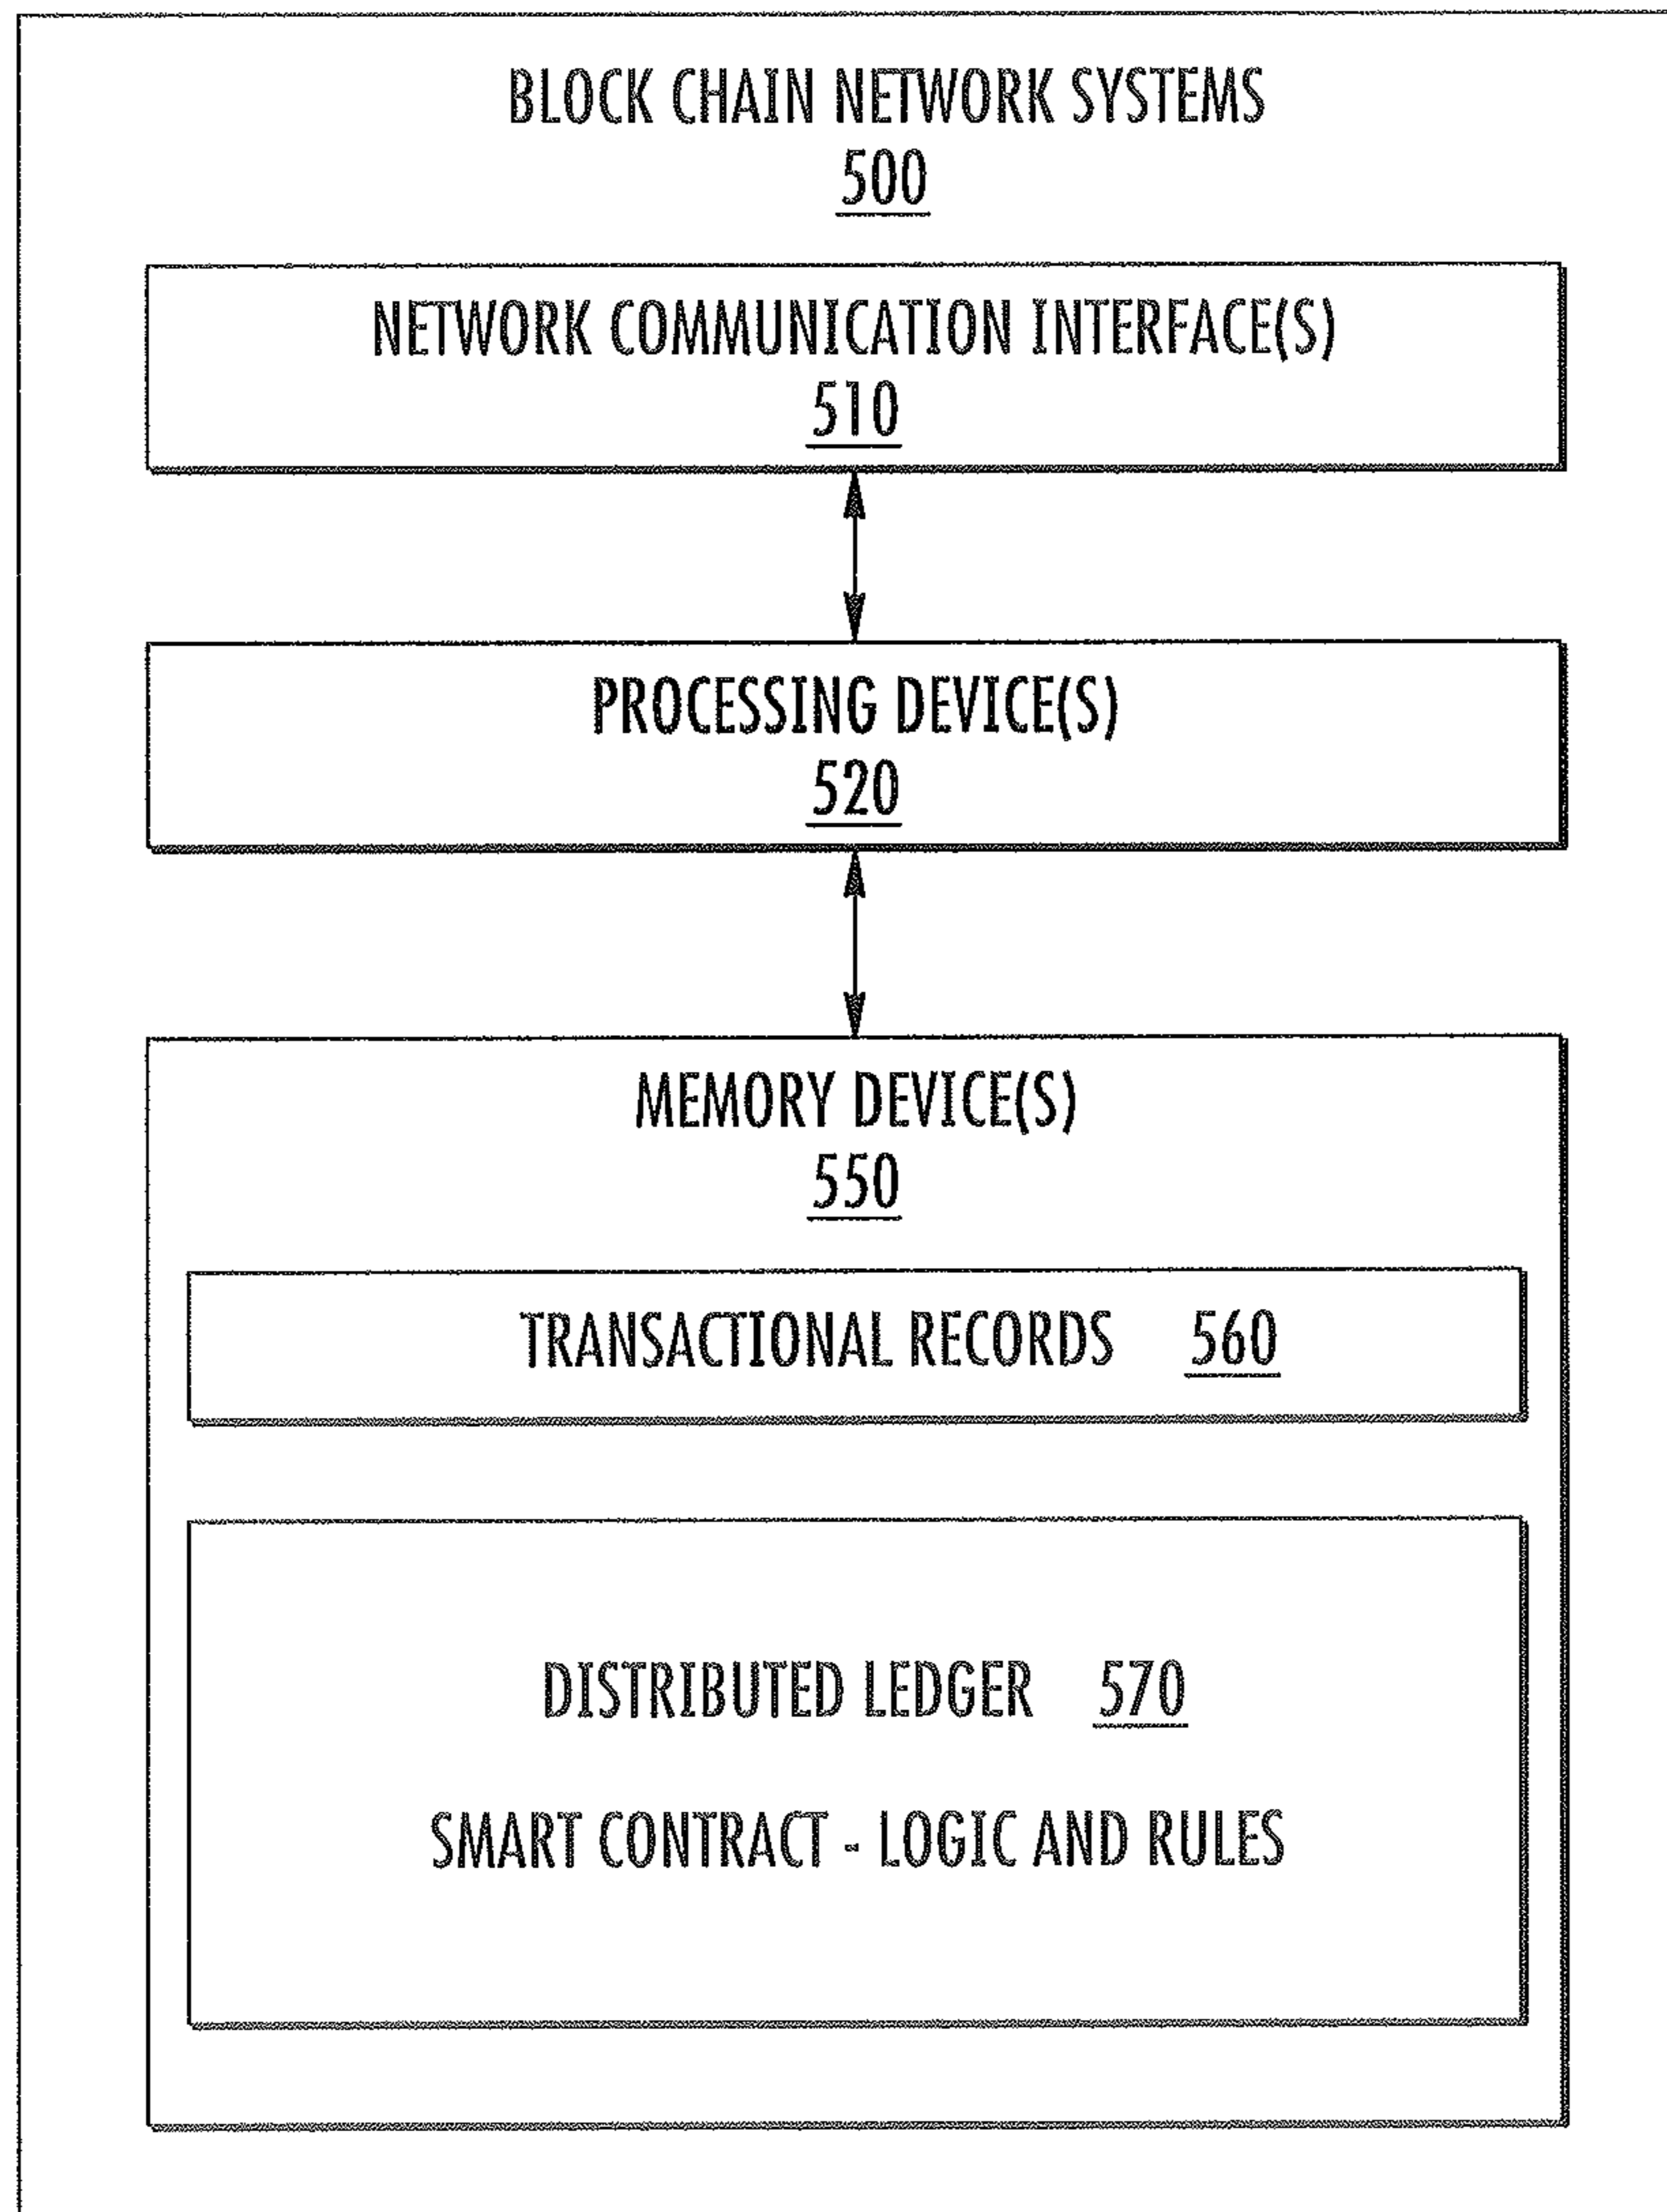 BLOCK CHAIN NETWORK SYSTEMS
500
NETWORK COMMUNICATION INTERFACE(S)
510
PROCESSING DEVICE(S)
520
MEMORY DEVICE(S)
550
TRANSACTIONAL RECORDS 560
DISTRIBUTED LEDGER 570
SMART CONTRACT - LOGIC AND RULES